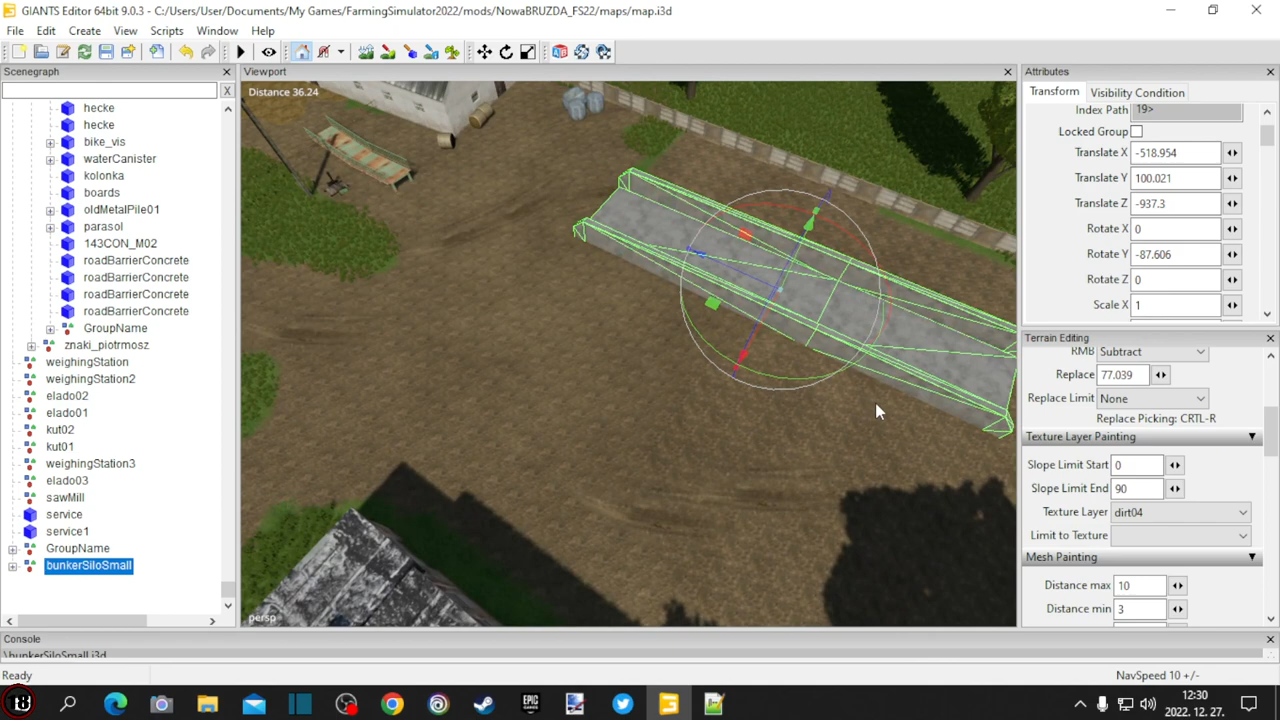 GIANTS Editor 64bit 9.0.3 - C:/Users/User/Documents/My Games/FarmingSimulator2022/mods/NowaBRUZDA_FS22/maps/map.i3d
File Edit Create View Scripts Window Help
Scenegraph
X
hecke
hecke
bike_vis
waterCanister
kolonka
boards
oldMetalPile01
parasol
143CON_M02
roadBarrierConcrete
roadBarrierConcrete
roadBarrierConcrete
roadBarrierConcrete
GroupName
znaki_piotrmosz
weighingStation
weighingStation2
elado02
elado01
kut02
kut01
weighingStation3
elado03
sawMill
service
service1
GroupName
bunkerSiloSmall
Viewport
Distance 36.24
persp
Attributes
Transform Visibility Condition
Index Path 19>
Locked Group
Translate X -518.954
Translate Y 100.021
Translate Z -937.3
Rotate X 0
Rotate Y -87.606
Rotate Z 0
Scale X 1
Terrain Editing
RMB Subtract
Replace 77.039
Replace Limit None
Replace Picking: CRTL-R
Texture Layer Painting
Slope Limit Start 0
Slope Limit End 90
Texture Layer dirt04
Limit to Texture
Mesh Painting
Distance max 10
Distance min 3
Console
\bunkerSiloSmall.i3d
Ready NavSpeed 10 +/-
EPIC GAMES
12:30
2022. 12. 27.